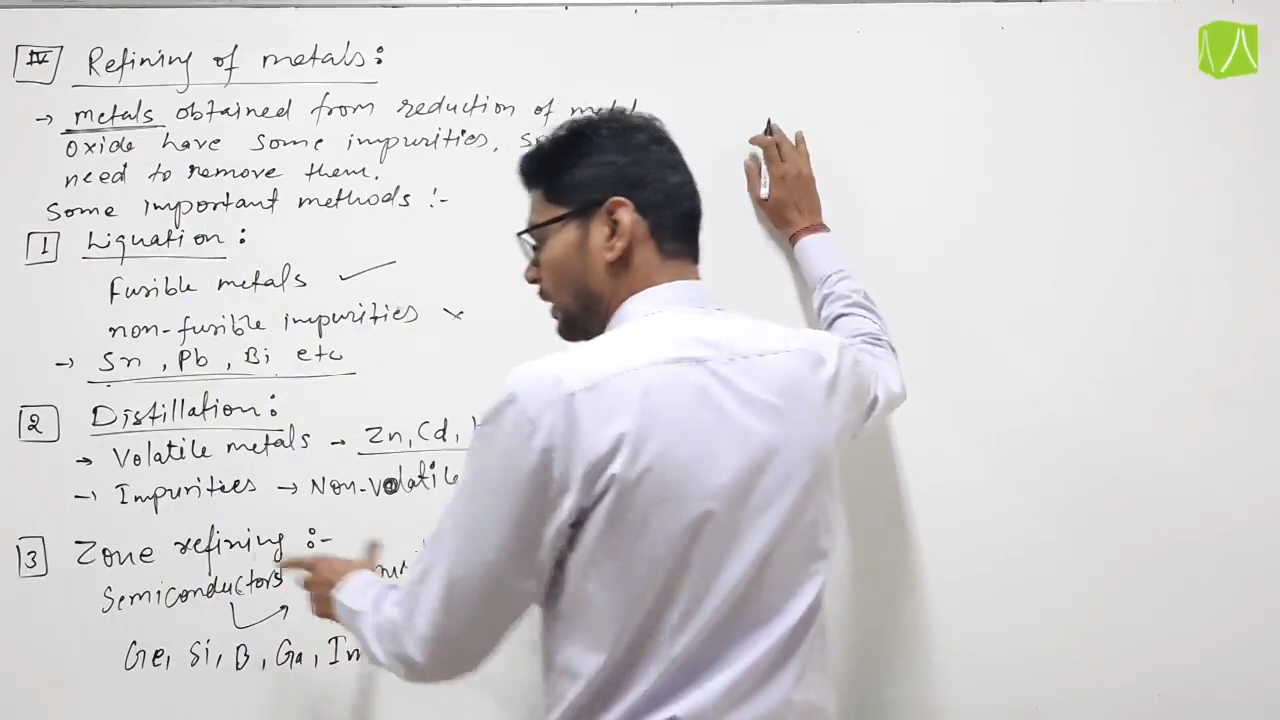 IV Refining of metals:
→ metals obtained from reduction of metal
oxide have some impurities, so
need to remove them.
Some important methods :-
1 Liquation :
Fusible metals ✓
non-fusible impurities ×
→ Sn, Pb, Bi etc
2 Distillation :
→ Volatile metals → Zn, Cd,
→ Impurities → Non-Volatile
3 Zone refining :-
Semiconductors
Ge, Si, B, Ga, In